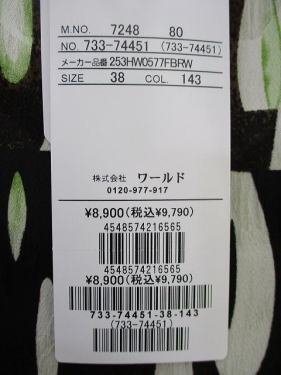 M.NO. 7248 80
NO. 733-74451 (733-74451)
メーカー品番 253HW0577FBRW
SIZE 38 COL. 143
株式会社 ワールド
0120-977-917
¥8,900(税込¥9,790)
4548574216565
4548574216565
¥8,900(税込¥9,790)
733-74451-38-143
(733-74451)